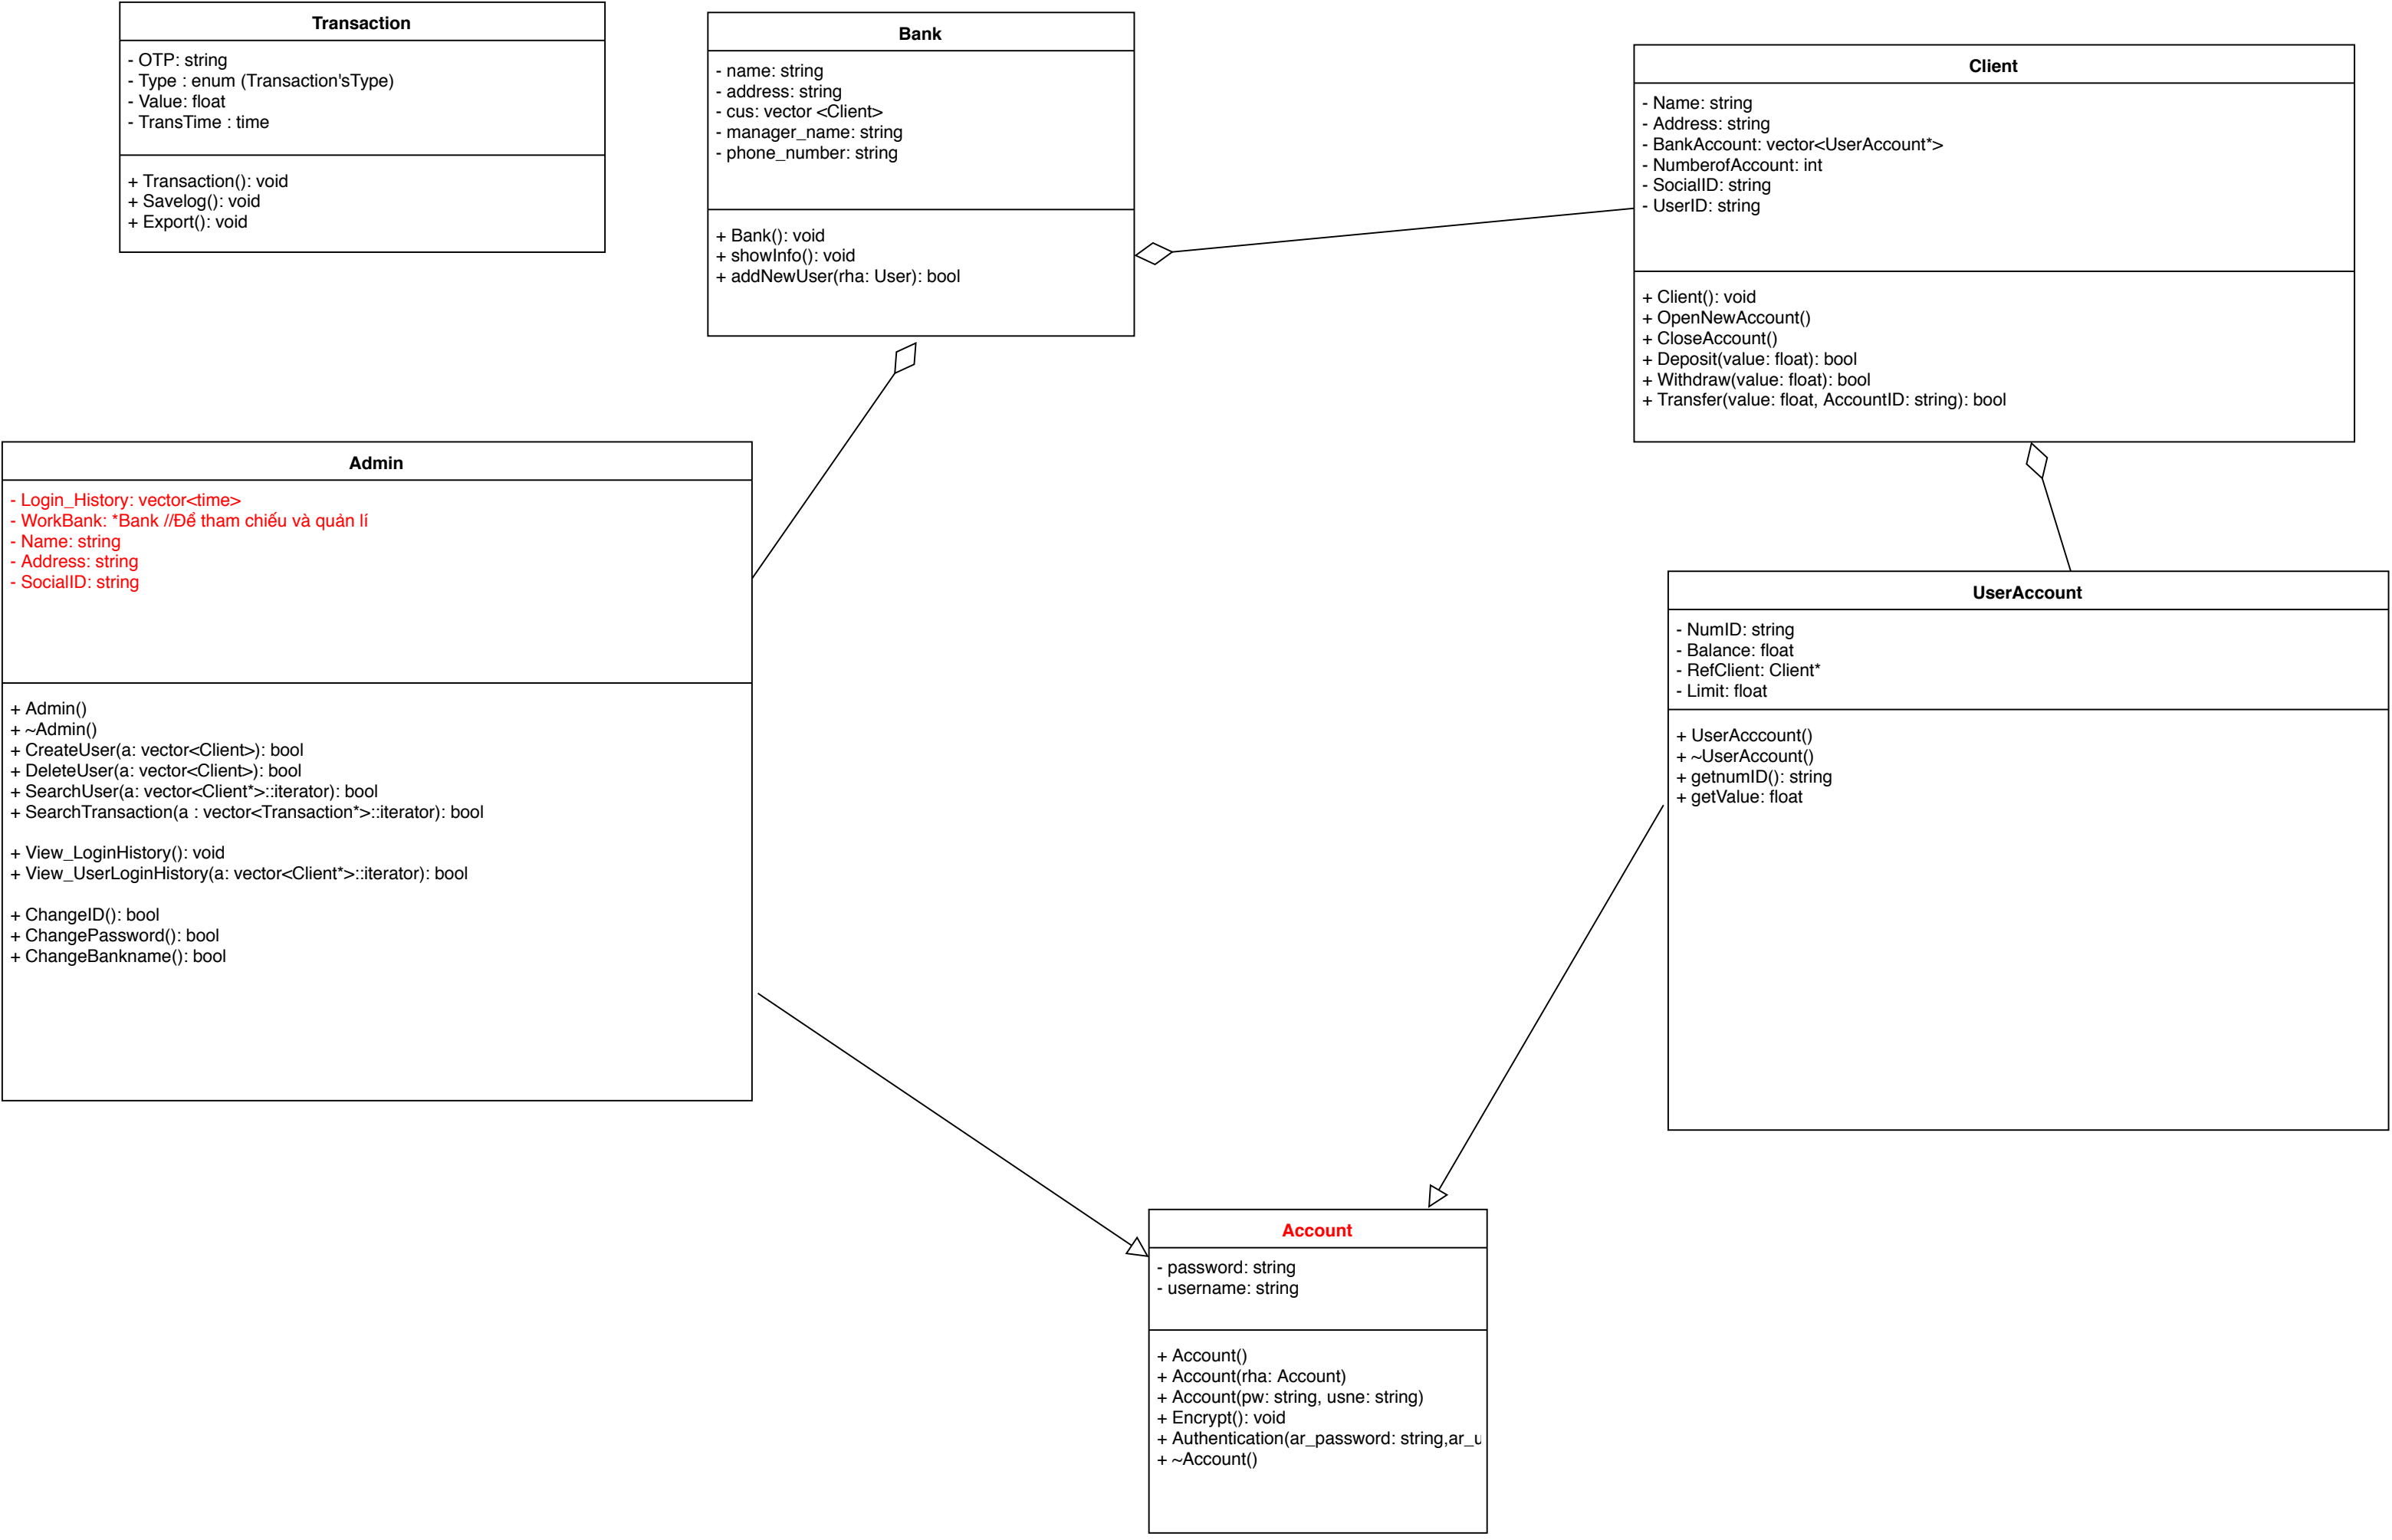 Transaction
- OTP: string
- Type : enum (Transaction'sType)
- Value: float
- TransTime : time
+ Transaction(): void
+ Savelog(): void
+ Export(): void
Bank
- name: string
- address: string
- cus: vector <Client>
- manager_name: string
- phone_number: string
+ Bank(): void
+ showInfo(): void
+ addNewUser(rha: User): bool
Client
- Name: string
- Address: string
- BankAccount: vector<UserAccount*>
- NumberofAccount: int
- SocialID: string
- UserID: string
+ Client(): void
+ OpenNewAccount()
+ CloseAccount()
+ Deposit(value: float): bool
+ Withdraw(value: float): bool
+ Transfer(value: float, AccountID: string): bool
Admin
- Login_History: vector<time>
- WorkBank: *Bank //Để tham chiếu và quản lí
- Name: string
- Address: string
- SocialID: string
+ Admin()
+ ~Admin()
+ CreateUser(a: vector<Client>): bool
+ DeleteUser(a: vector<Client>): bool
+ SearchUser(a: vector<Client*>::iterator): bool
+ SearchTransaction(a : vector<Transaction*>::iterator): bool
+ View_LoginHistory(): void
+ View_UserLoginHistory(a: vector<Client*>::iterator): bool
+ ChangeID(): bool
+ ChangePassword(): bool
+ ChangeBankname(): bool
UserAccount
- NumID: string
- Balance: float
- RefClient: Client*
- Limit: float
+ UserAcccount()
+ ~UserAccount()
+ getnumID(): string
+ getValue: float
Account
- password: string
- username: string
+ Account()
+ Account(rha: Account)
+ Account(pw: string, usne: string)
+ Encrypt(): void
+ Authentication(ar_password: string,ar_u
+ ~Account()